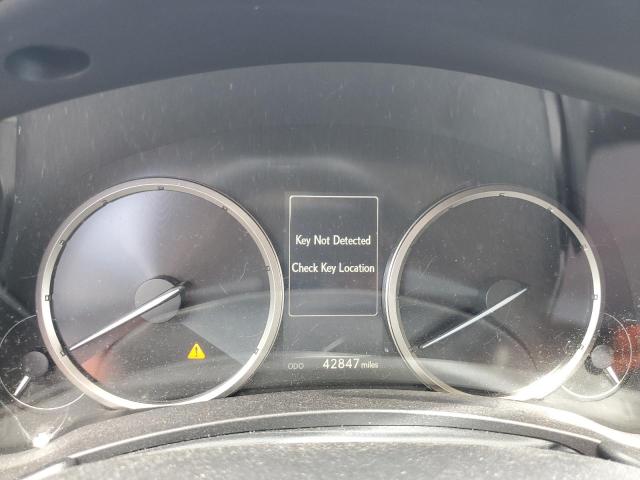 Key Not Detected
Check Key Location
ODO 42847 miles